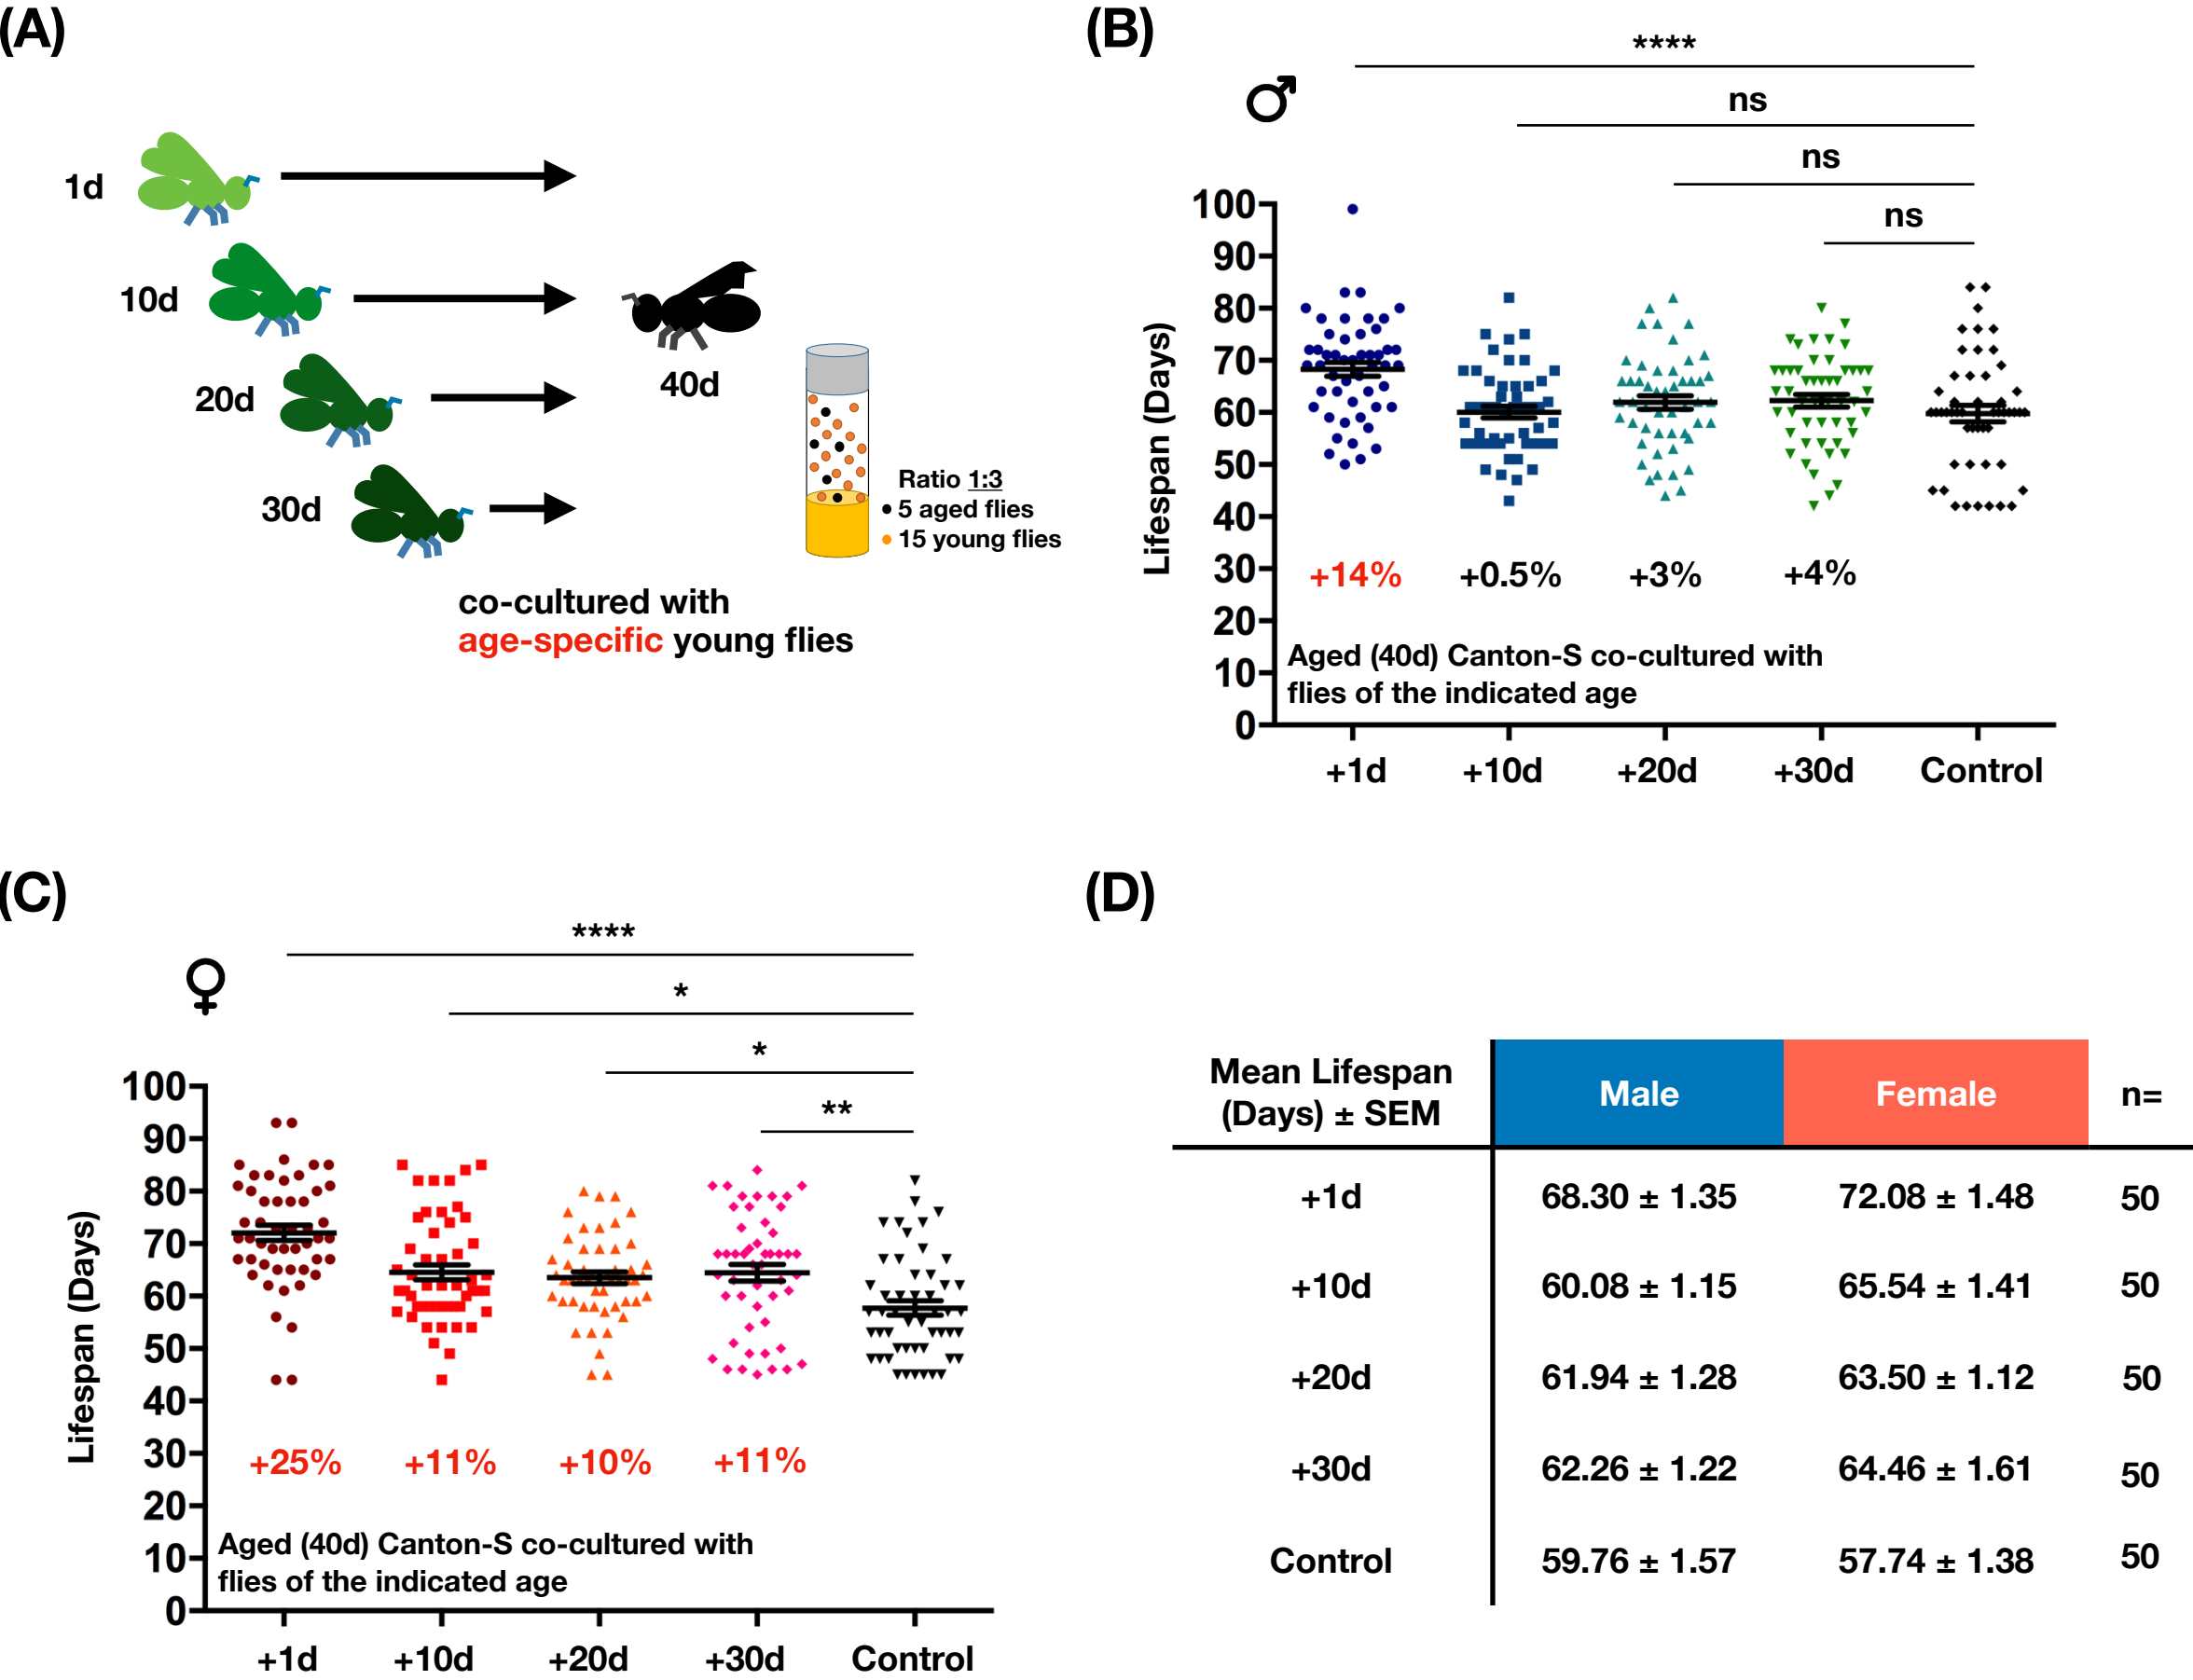 (A)
1d
10d
20d
30d
40d
Ratio 1:3
5 aged flies
15 young flies
co-cultured with
age-specific young flies
(B)
♂
****
ns
ns
ns
Lifespan (Days)
100
90
80
70
60
50
40
30
20
10
0
+14% +0.5% +3% +4%
Aged (40d) Canton-S co-cultured with
flies of the indicated age
+1d +10d +20d +30d Control
(C)
♀
****
*
*
**
Lifespan (Days)
100
90
80
70
60
50
40
30
20
10
0
+25% +11% +10% +11%
Aged (40d) Canton-S co-cultured with
flies of the indicated age
+1d +10d +20d +30d Control
(D)
Mean Lifespan
(Days) ± SEM Male Female n=
+1d 68.30 ± 1.35 72.08 ± 1.48 50
+10d 60.08 ± 1.15 65.54 ± 1.41 50
+20d 61.94 ± 1.28 63.50 ± 1.12 50
+30d 62.26 ± 1.22 64.46 ± 1.61 50
Control 59.76 ± 1.57 57.74 ± 1.38 50